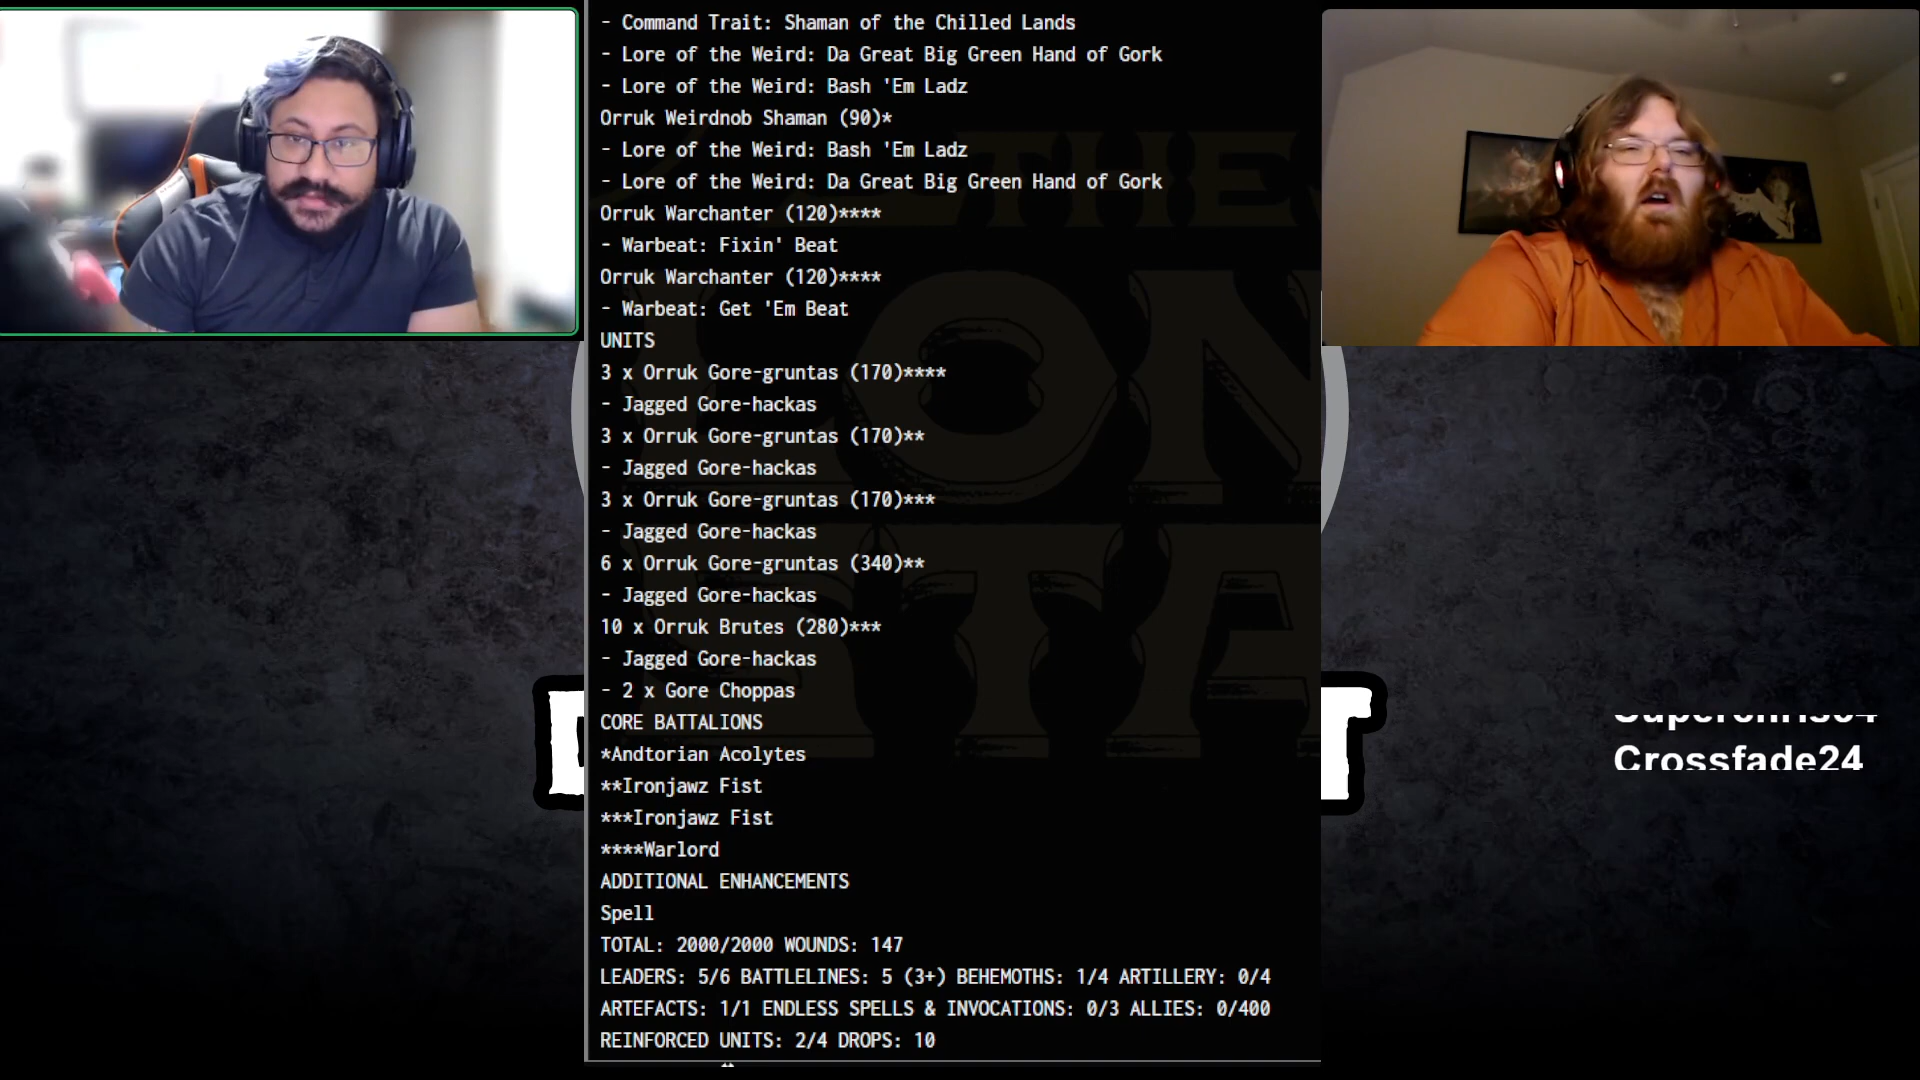 - Command Trait: Shaman of the Chilled Lands
- Lore of the Weird: Da Great Big Green Hand of Gork
- Lore of the Weird: Bash 'Em Ladz
Orruk Weirdnob Shaman (90)*
- Lore of the Weird: Bash 'Em Ladz
- Lore of the Weird: Da Great Big Green Hand of Gork
Orruk Warchanter (120)****
- Warbeat: Fixin' Beat
Orruk Warchanter (120)****
- Warbeat: Get 'Em Beat
UNITS
3 x Orruk Gore-gruntas (170)****
- Jagged Gore-hackas
3 x Orruk Gore-gruntas (170)**
- Jagged Gore-hackas
3 x Orruk Gore-gruntas (170)***
- Jagged Gore-hackas
6 x Orruk Gore-gruntas (340)**
- Jagged Gore-hackas
10 x Orruk Brutes (280)***
- Jagged Gore-hackas
- 2 x Gore Choppas
CORE BATTALIONS
*Andtorian Acolytes
**Ironjawz Fist
***Ironjawz Fist
****Warlord
ADDITIONAL ENHANCEMENTS
Spell
TOTAL: 2000/2000 WOUNDS: 147
LEADERS: 5/6 BATTLELINES: 5 (3+) BEHEMOTHS: 1/4 ARTILLERY: 0/4
ARTEFACTS: 1/1 ENDLESS SPELLS & INVOCATIONS: 0/3 ALLIES: 0/400
REINFORCED UNITS: 2/4 DROPS: 10
THE
Crossfade24